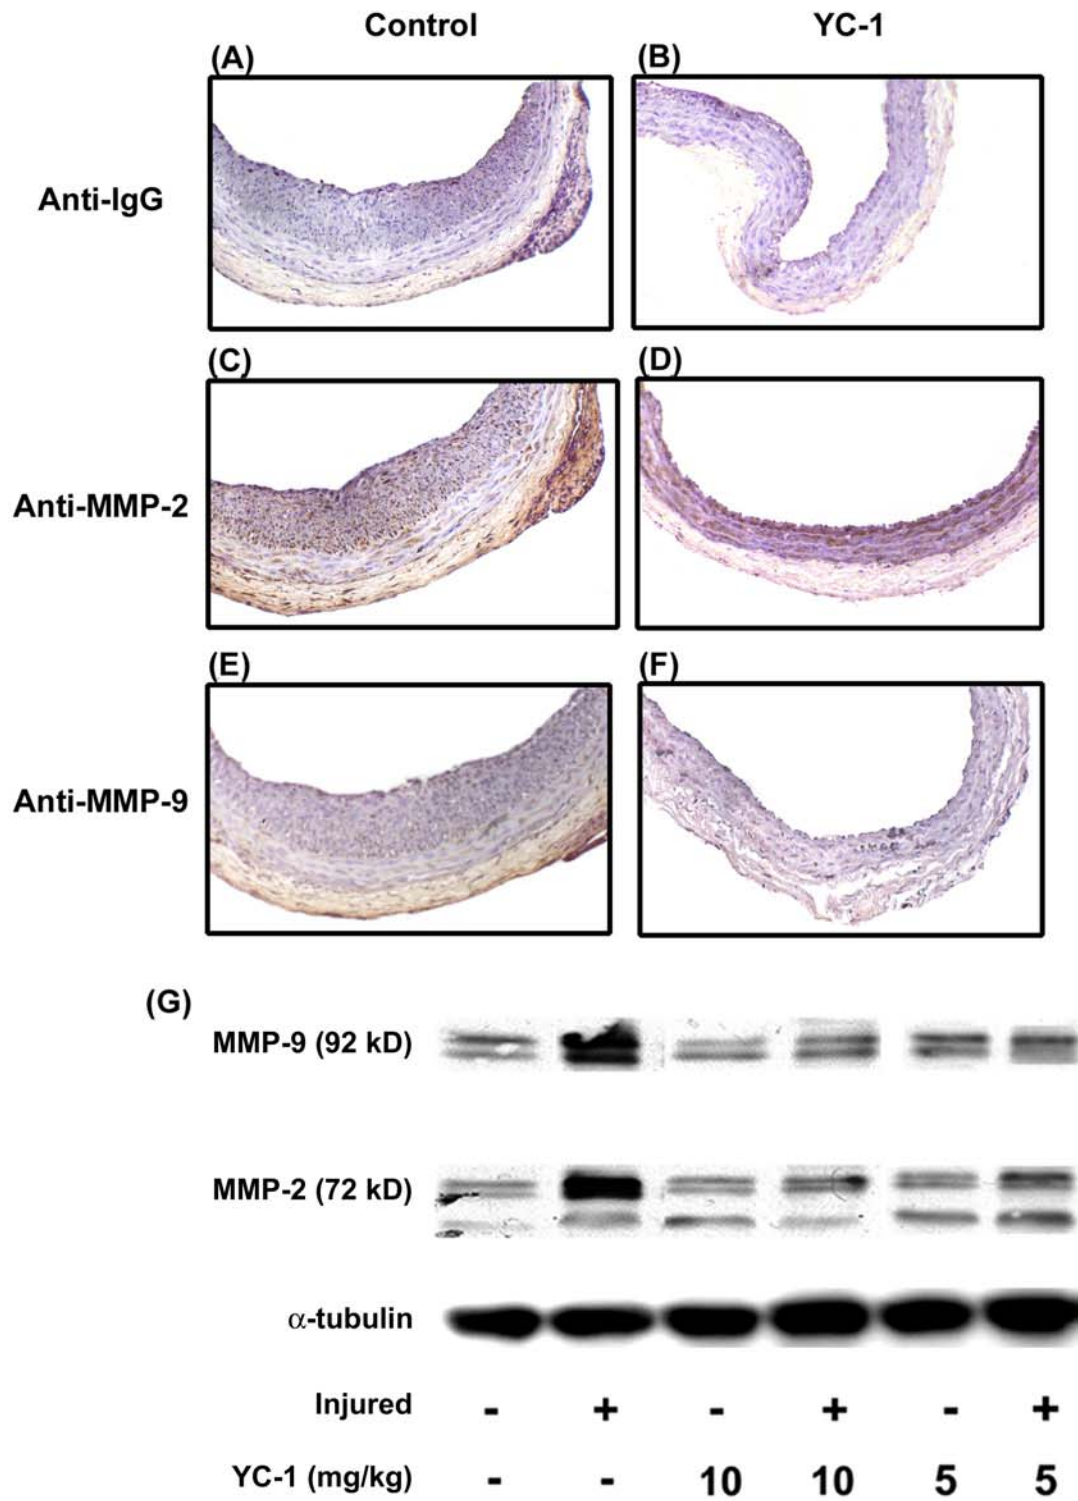 Control YC-1
(A) (B)
Anti-IgG
(C) (D)
Anti-MMP-2
(E) (F)
Anti-MMP-9
(G)
MMP-9 (92 kD)
MMP-2 (72 kD)
α-tubulin
Injured - + - + - +
YC-1 (mg/kg) - - 10 10 5 5